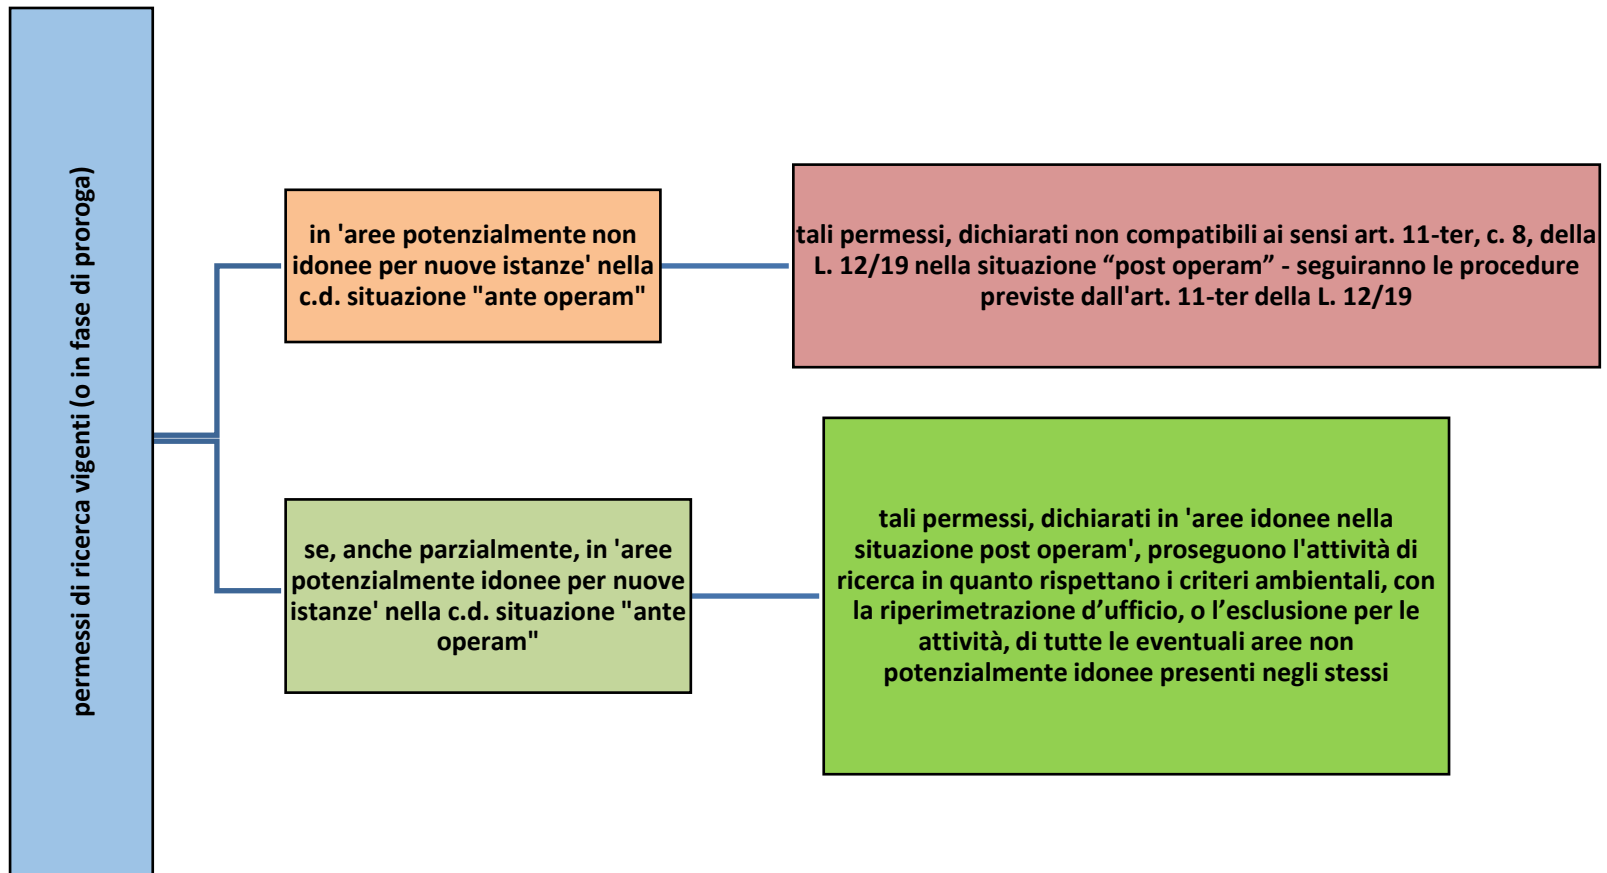 permessi di ricerca vigenti (o in fase di proroga)
in 'aree potenzialmente non
idonee per nuove istanze' nella
c.d. situazione "ante operam"
tali permessi, dichiarati non compatibili ai sensi art. 11-ter, c. 8, della
L. 12/19 nella situazione “post operam” - seguiranno le procedure
previste dall'art. 11-ter della L. 12/19
se, anche parzialmente, in 'aree
potenzialmente idonee per nuove
istanze' nella c.d. situazione "ante
operam"
tali permessi, dichiarati in 'aree idonee nella
situazione post operam', proseguono l'attività di
ricerca in quanto rispettano i criteri ambientali, con
la riperimetrazione d’ufficio, o l’esclusione per le
attività, di tutte le eventuali aree non
potenzialmente idonee presenti negli stessi